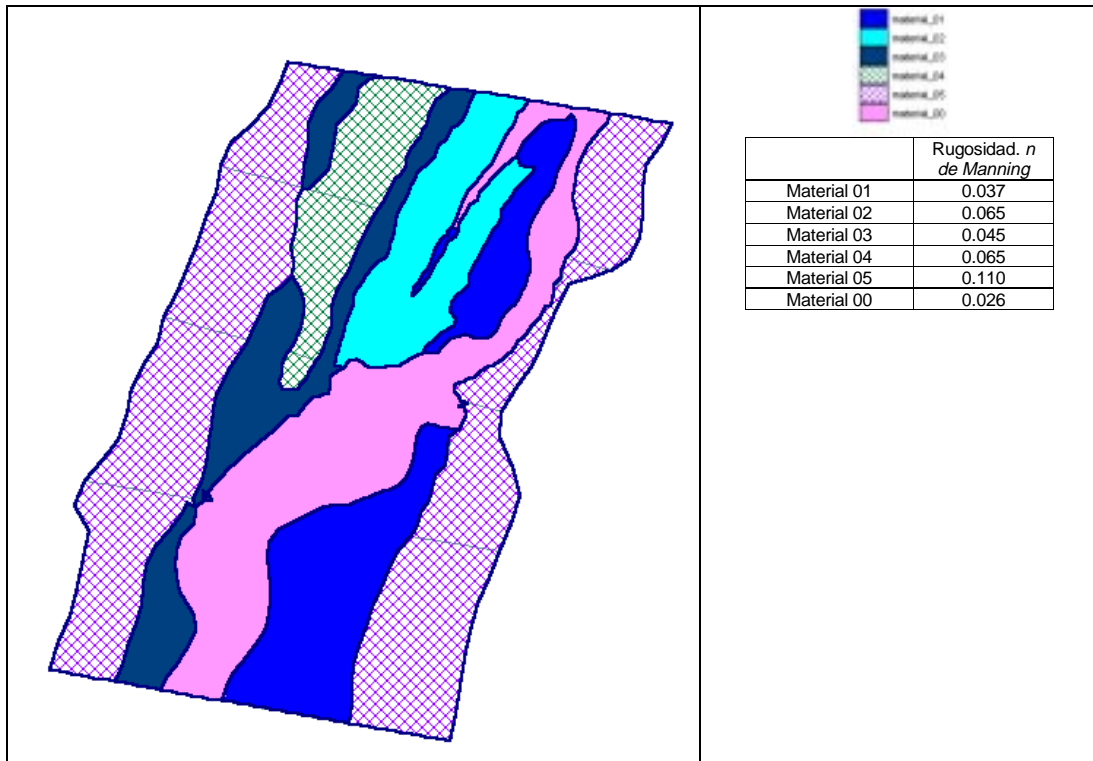 material_01
material_02
material_03
material_04
material_05
material_00
Rugosidad. n
de Manning
Material 01 0.037
Material 02 0.065
Material 03 0.045
Material 04 0.065
Material 05 0.110
Material 00 0.026